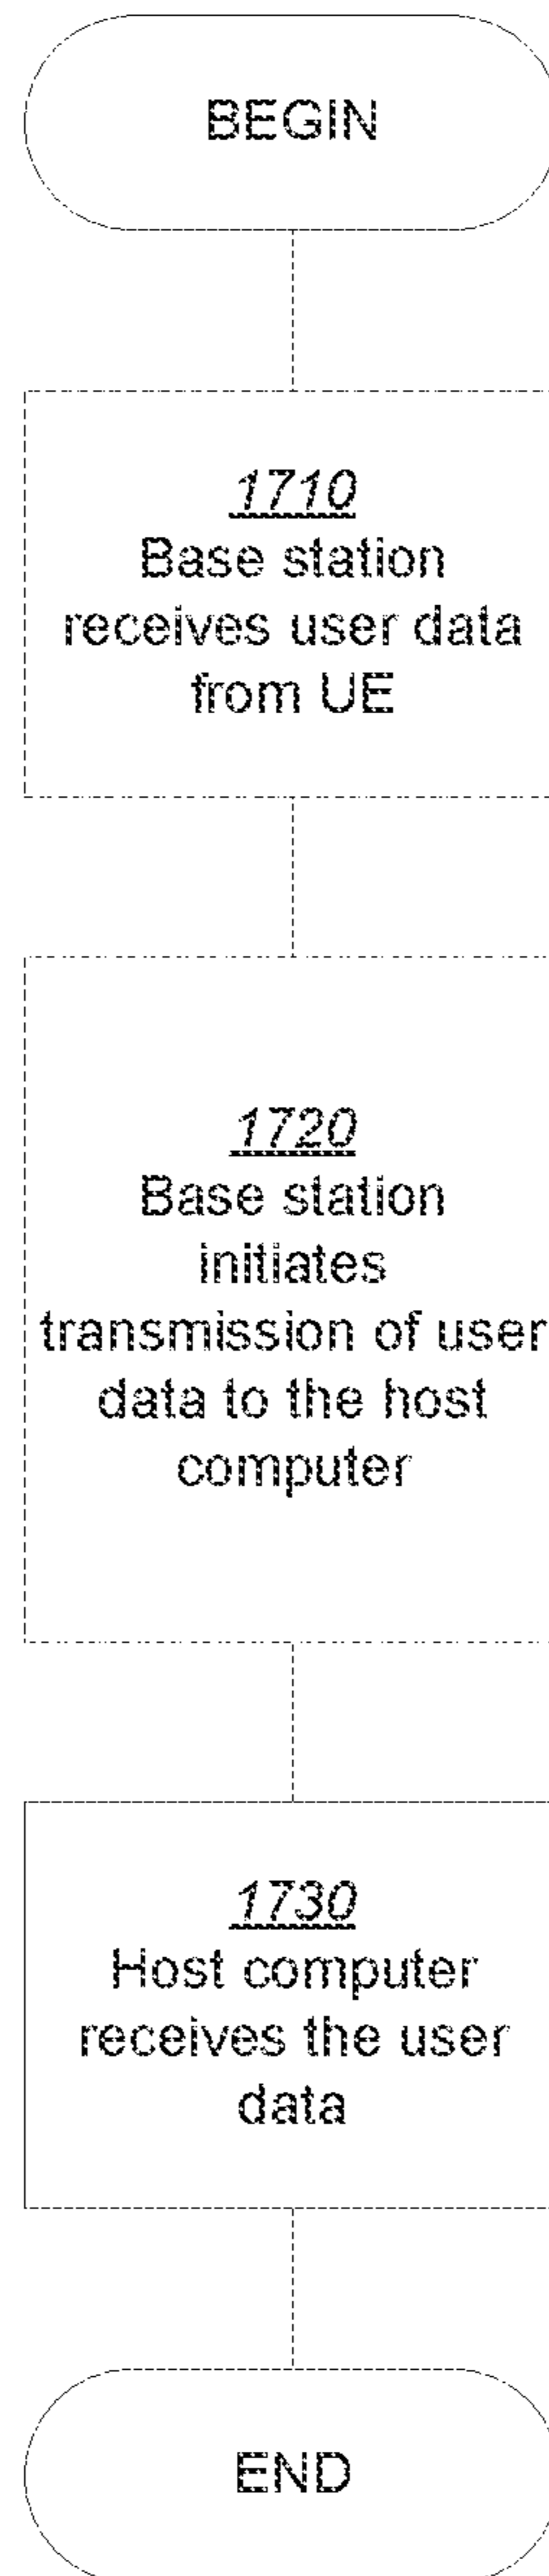 BEGIN
1710
Base station
receives user data
from UE
1720
Base station
initiates
transmission of user
data to the host
computer
1730
Host computer
receives the user
data
END